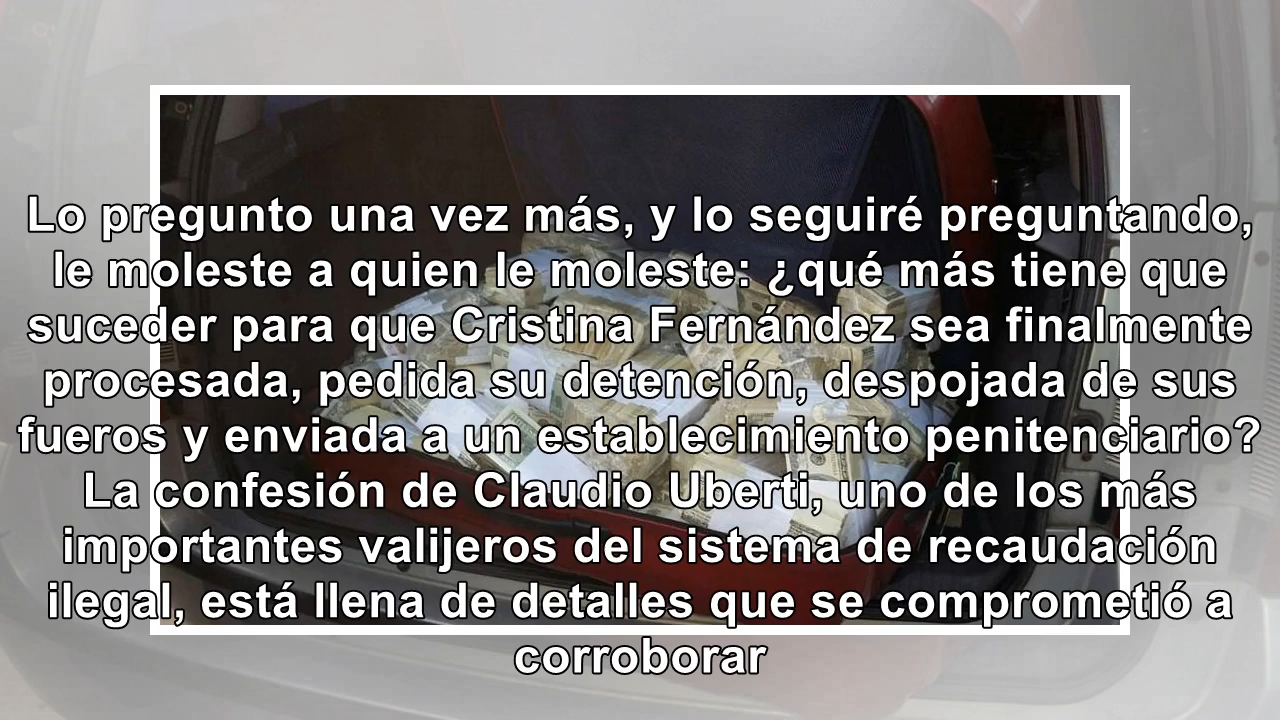 Lo pregunto una vez más, y lo seguiré preguntando,
le moleste a quien le moleste: ¿qué más tiene que
suceder para que Cristina Fernández sea finalmente
procesada, pedida su detención, despojada de sus
fueros y enviada a un establecimiento penitenciario?
La confesión de Claudio Uberti, uno de los más
importantes valijeros del sistema de recaudación
ilegal, está llena de detalles que se comprometió a
corroborar